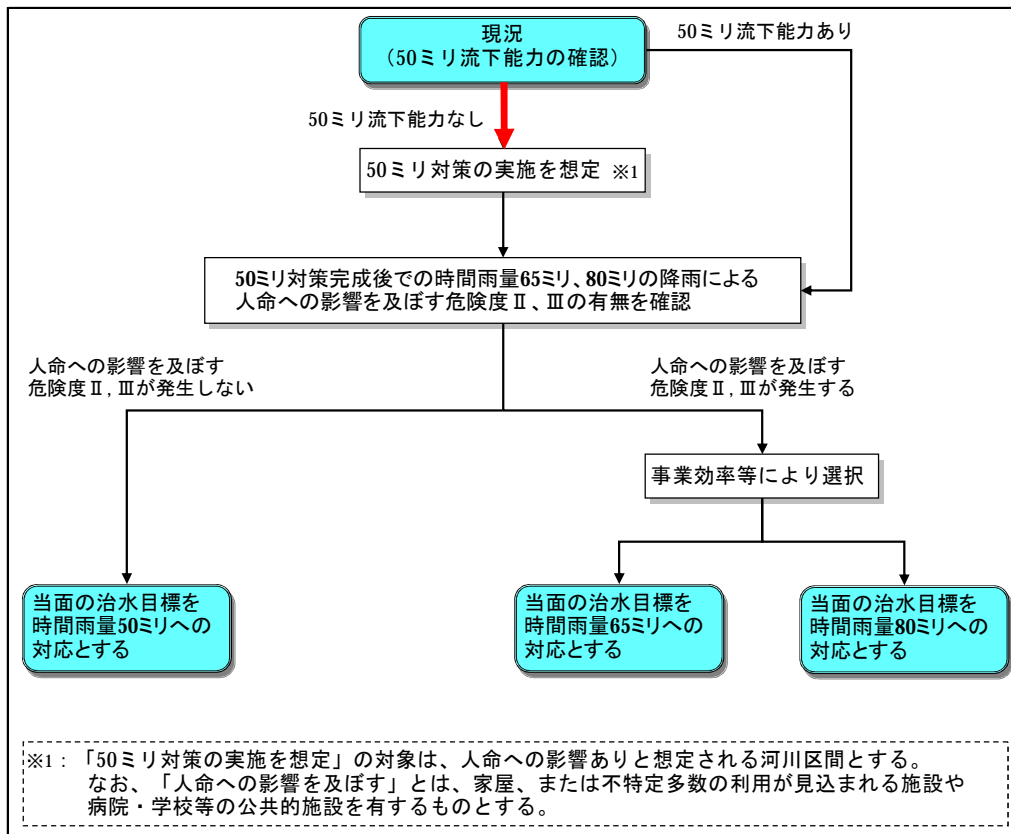 現況
（50ミリ流下能力の確認）
50ミリ流下能力あり
50ミリ流下能力なし
50ミリ対策の実施を想定 ※1
50ミリ対策完成後での時間雨量65ミリ、80ミリの降雨による
人命への影響を及ぼす危険度Ⅱ、Ⅲの有無を確認
人命への影響を及ぼす
危険度Ⅱ,Ⅲが発生しない
人命への影響を及ぼす
危険度Ⅱ,Ⅲが発生する
事業効率等により選択
当面の治水目標を
時間雨量50ミリへの
対応とする
当面の治水目標を
時間雨量65ミリへの
対応とする
当面の治水目標を
時間雨量80ミリへの
対応とする
※1：「50ミリ対策の実施を想定」の対象は、人命への影響ありと想定される河川区間とする。
なお、「人命への影響を及ぼす」とは、家屋、または不特定多数の利用が見込まれる施設や
病院・学校等の公共的施設を有するものとする。